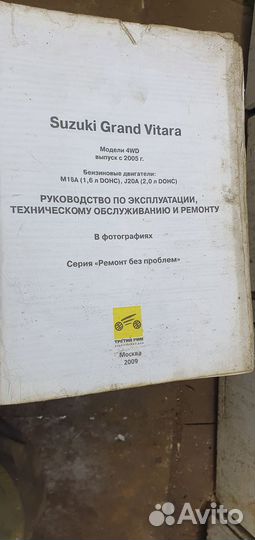 Suzuki Grand Vitara
Модели 4WD
выпуск с 2005 г.
Бензиновые двигатели:
M16A (1,6 л DOHC), J20A (2,0 л DOHC)
РУКОВОДСТВО ПО ЭКСПЛУАТАЦИИ,
ТЕХНИЧЕСКОМУ ОБСЛУЖИВАНИЮ И РЕМОНТУ
В фотографиях
Серия «Ремонт без проблем»
ТРЕТИЙ РИМ
Москва
2009
Avito